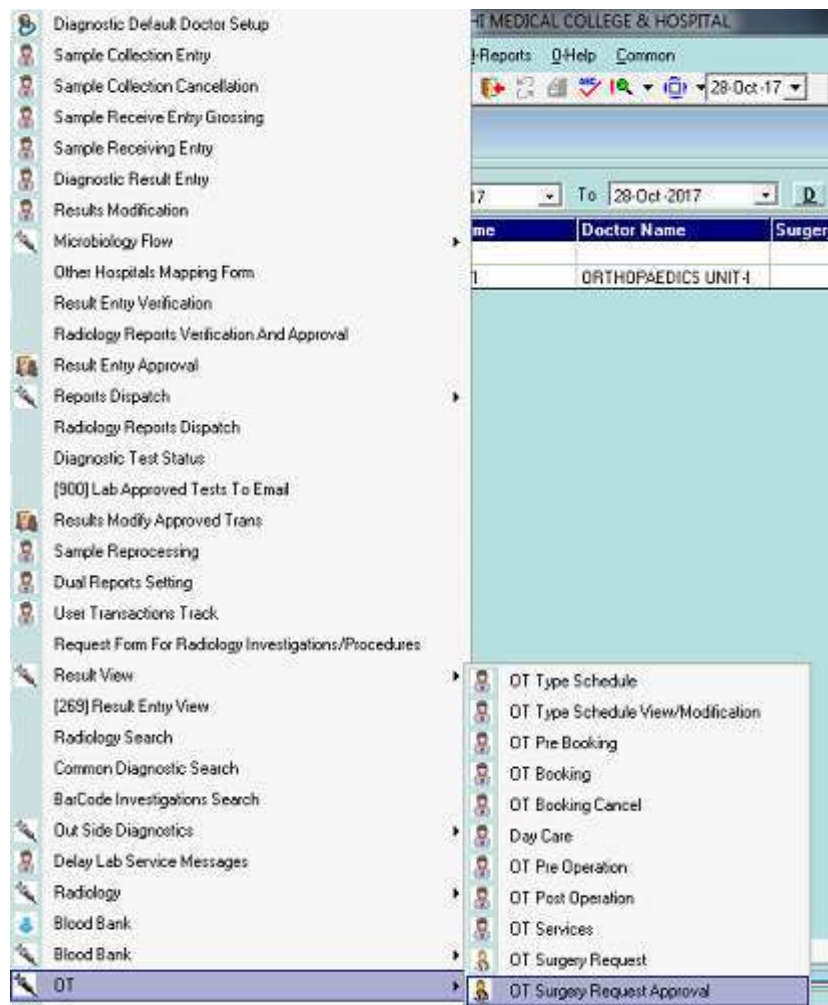 Diagnostic Default Doctor Setup
Sample Collection Entry
Sample Collection Cancellation
Sample Receive Entry Grossing
Sample Receiving Entry
Diagnostic Result Entry
Results Modification
Microbiology Flow
Other Hospitals Mapping Form
Result Entry Verification
Radiology Reports Verification And Approval
Result Entry Approval
Reports Dispatch
Radiology Reports Dispatch
Diagnostic Test Status
[900] Lab Approved Tests To Email
Results Modify Approved Trans
Sample Reprocessing
Dual Reports Setting
User Transactions Track
Request Form For Radiology Investigations/Procedures
Result View
[269] Result Entry View
Radiology Search
Common Diagnostic Search
BarCode Investigations Search
Out Side Diagnostics
Delay Lab Service Messages
Radiology
Blood Bank
Blood Bank
OT
HI MEDICAL COLLEGE & HOSPITAL
-Reports 0-Help Common
28-Oct-17
17 To 28-Oct-2017 D
me Doctor Name Surger
1 ORTHOPAEDICS UNIT-I
OT Type Schedule
OT Type Schedule View/Modification
OT Pre Booking
OT Booking
OT Booking Cancel
Day Care
OT Pre Operation
OT Post Operation
OT Services
OT Surgery Request
OT Surgery Request Approval